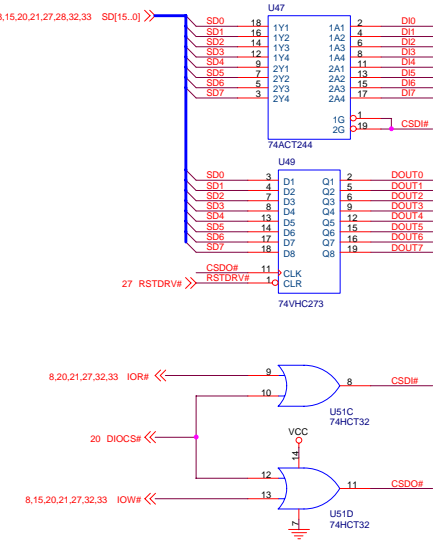 U47
8,15,20,21,27,28,32,33 SD[15..0]
SD0 18 1Y1 1A1 2 DI0
SD1 16 1Y2 1A2 4 DI1
SD2 14 1Y3 1A3 6 DI2
SD3 12 1Y4 1A4 8 DI3
SD4 9 2Y1 2A1 11 DI4
SD5 7 2Y2 2A2 13 DI5
SD6 5 2Y3 2A3 15 DI6
SD7 3 2Y4 2A4 17 DI7
1G 1
2G 19 CSDI#
74ACT244
U49
SD0 3 D1 Q1 2 DOUT0
SD1 4 D2 Q2 5 DOUT1
SD2 7 D3 Q3 6 DOUT2
SD3 8 D4 Q4 9 DOUT3
SD4 13 D5 Q5 12 DOUT4
SD5 14 D6 Q6 15 DOUT5
SD6 17 D7 Q7 16 DOUT6
SD7 18 D8 Q8 19 DOUT7
CSDO# 11 CLK
27 RSTDRV# RSTDRV# 1 CLR
74VHC273
8,20,21,27,32,33 IOR# 9
10
8 CSDI#
U51C
74HCT32
20 DIOCS#
VCC
14
12
8,15,20,21,27,32,33 IOW# 13
11 CSDO#
U51D
74HCT32
7